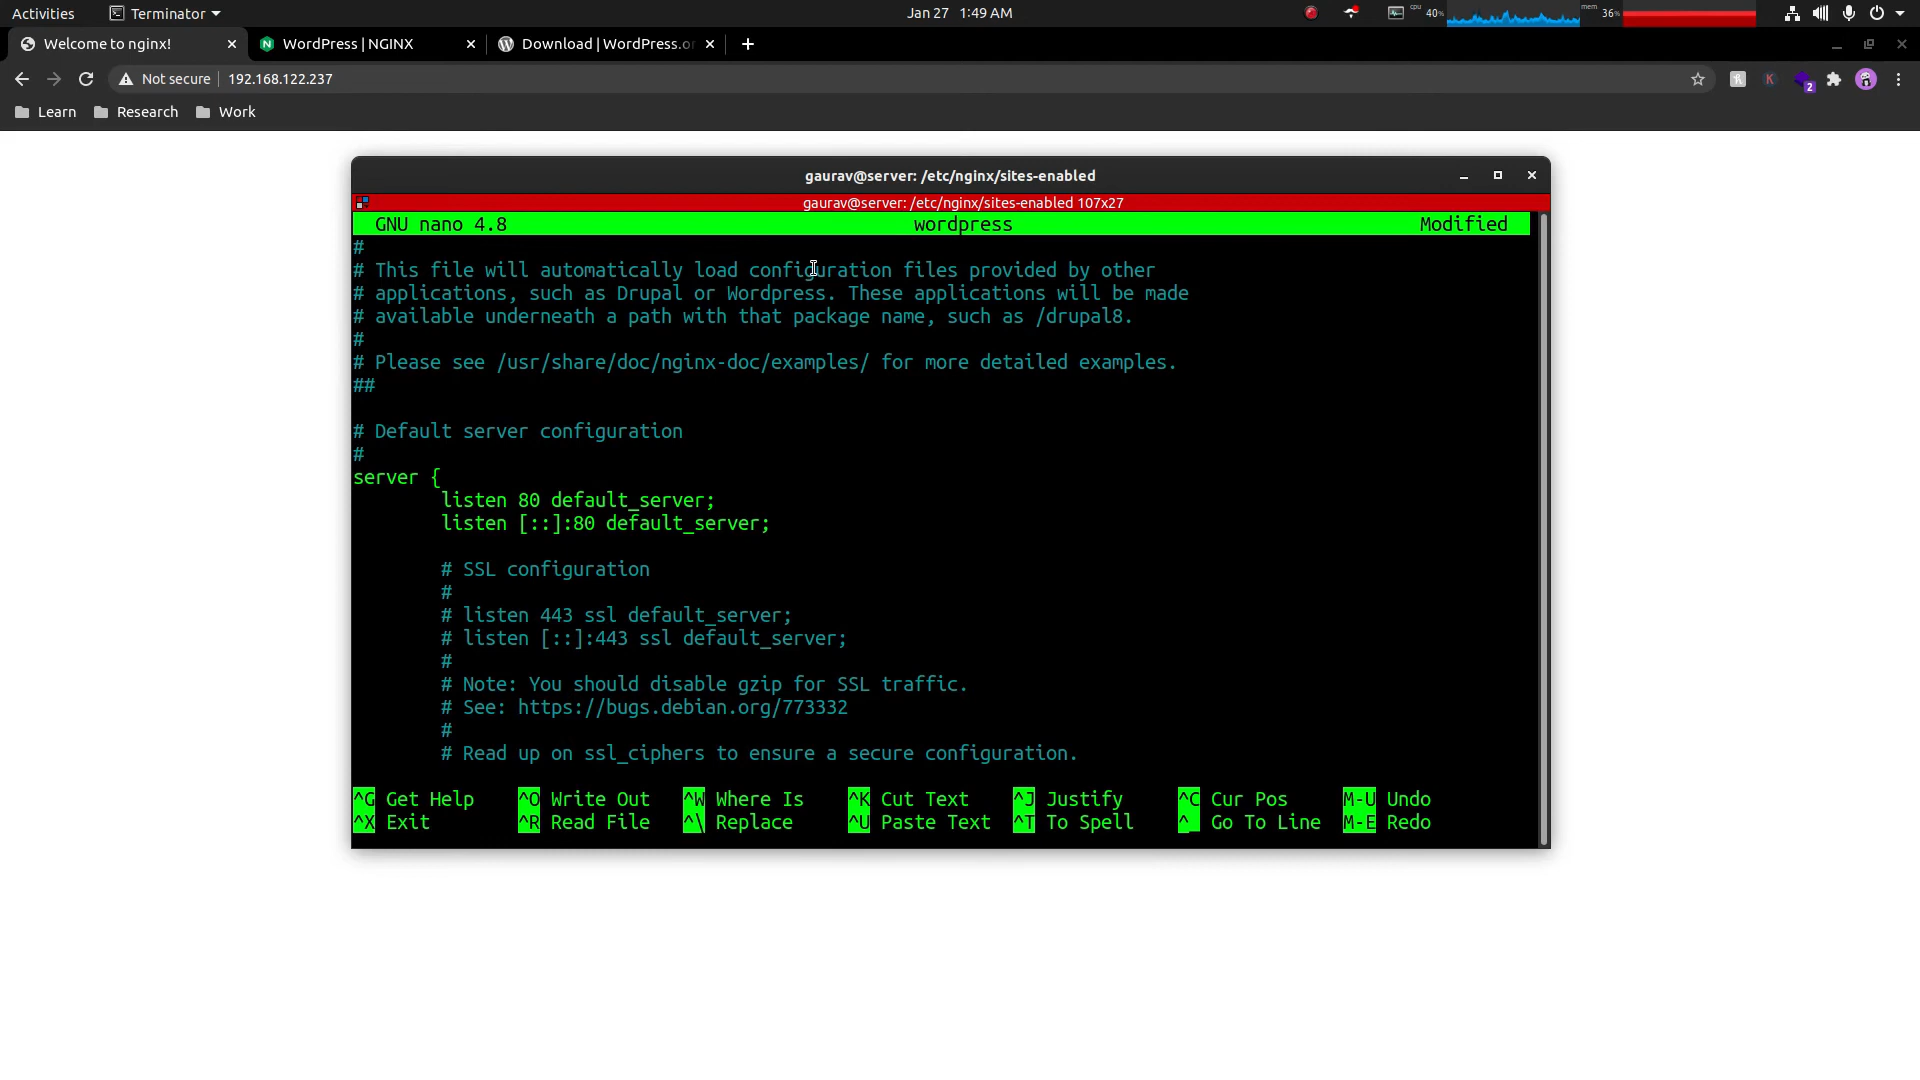 Activities Terminator Jan 27 1:49 AM cpu 40% mem 36%
Welcome to nginx! WordPress | NGINX Download | WordPress.or
Not secure 192.168.122.237 K 2
Learn Research Work
gaurav@server: /etc/nginx/sites-enabled
gaurav@server: /etc/nginx/sites-enabled 107x27
GNU nano 4.8 wordpress Modified
#
# This file will automatically load configuration files provided by other
# applications, such as Drupal or Wordpress. These applications will be made
# available underneath a path with that package name, such as /drupal8.
#
# Please see /usr/share/doc/nginx-doc/examples/ for more detailed examples.
##
# Default server configuration
#
server {
listen 80 default_server;
listen [::]:80 default_server;
# SSL configuration
#
# listen 443 ssl default_server;
# listen [::]:443 ssl default_server;
#
# Note: You should disable gzip for SSL traffic.
# See: https://bugs.debian.org/773332
#
# Read up on ssl_ciphers to ensure a secure configuration.
^G Get Help ^O Write Out ^W Where Is ^K Cut Text ^J Justify ^C Cur Pos M-U Undo
^X Exit ^R Read File ^\ Replace ^U Paste Text ^T To Spell ^_ Go To Line M-E Redo